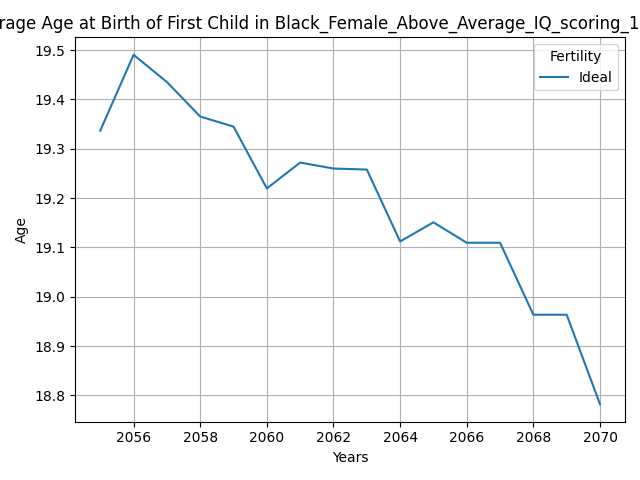 rage Age at Birth of First Child in Black_Female_Above_Average_IQ_scoring_1
Fertility
Ideal
19.5
19.4
19.3
19.2
19.1
19.0
18.9
18.8
Age
2056 2058 2060 2062 2064 2066 2068 2070
Years